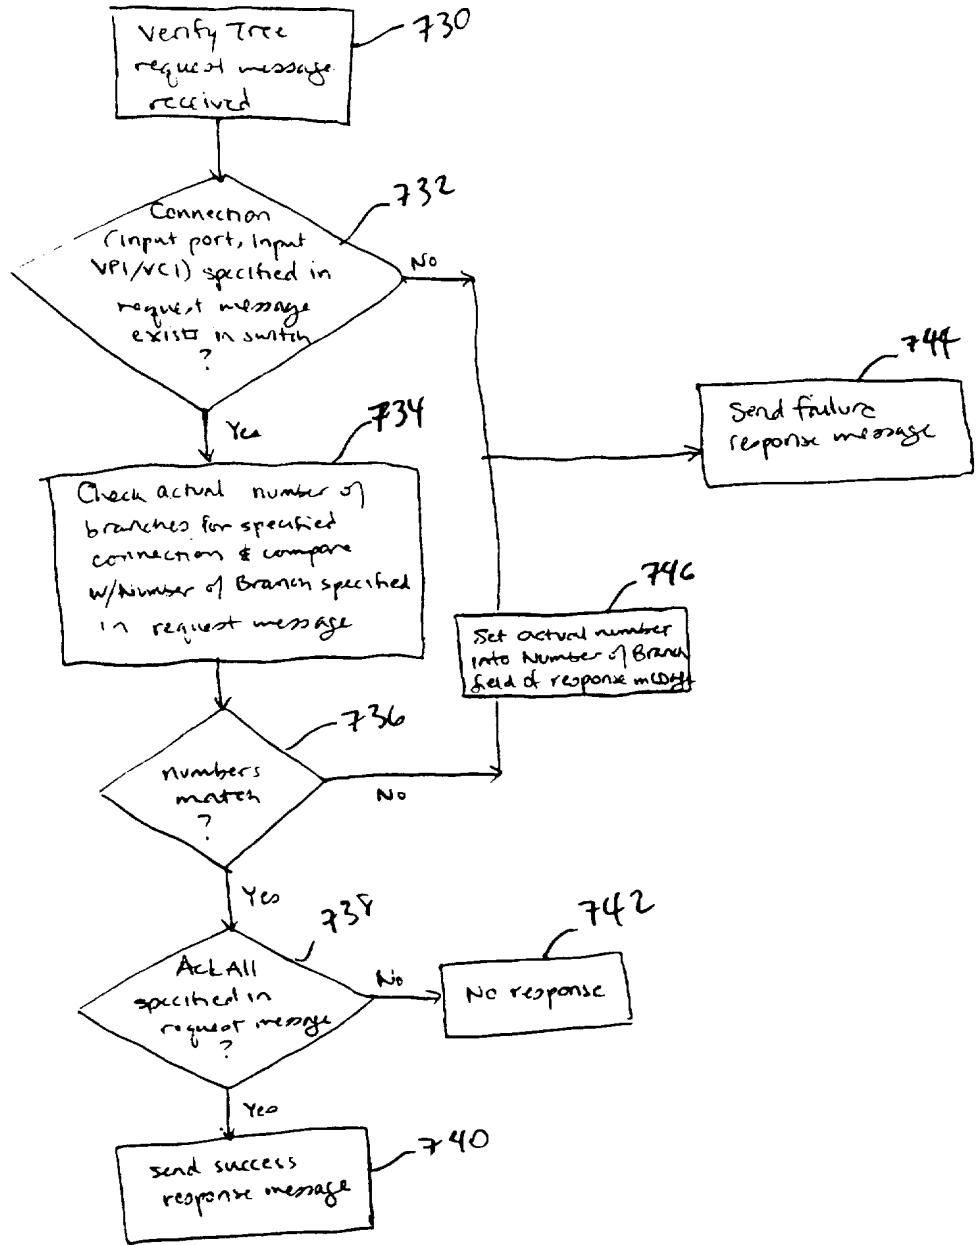 Verify Tree
request message
received
730
Connection
(Input port, Input
VPI/VCI) specified in
request message
exists in switch
?
732
No
Yes
744
Send failure
response message
734
Check actual number of
branches for specified
connection & compare
w/Number of Branch specified
in request message
746
Set actual number
into Number of Branch
field of response message
736
numbers
match
?
No
Yes
738
AckAll
specified in
request message
?
No
742
No response
Yes
740
Send success
response message